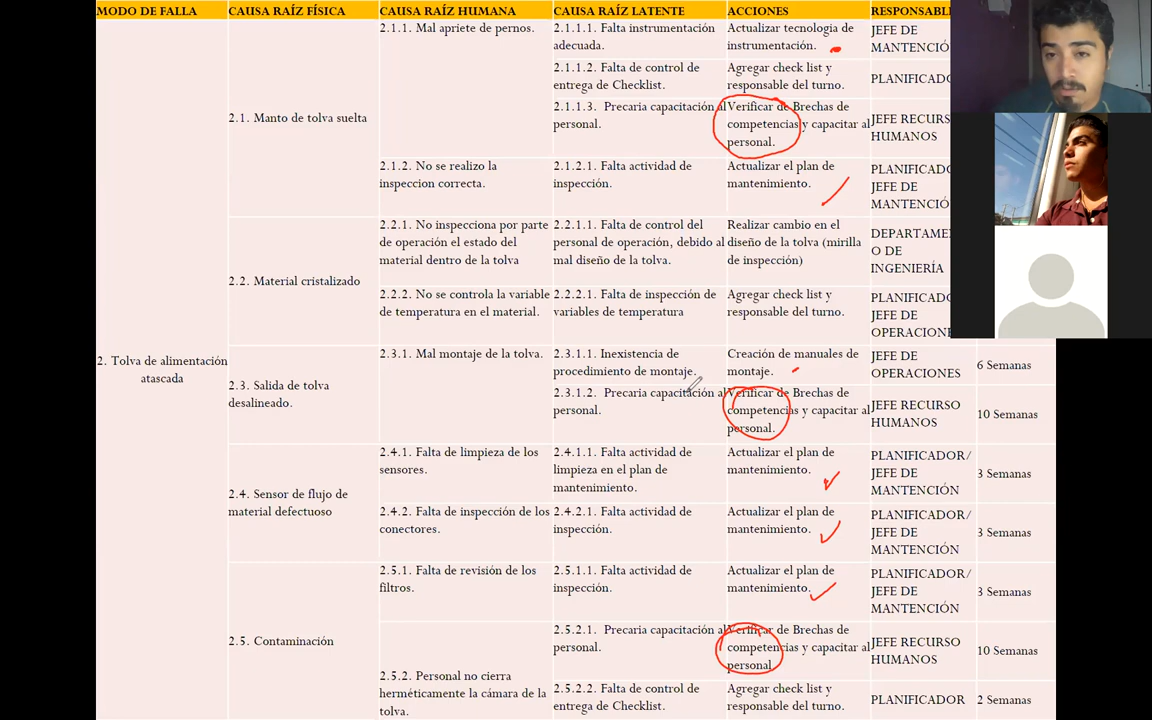 MODO DE FALLA CAUSA RAÍZ FÍSICA CAUSA RAÍZ HUMANA CAUSA RAÍZ LATENTE ACCIONES RESPONSABLE
2. Tolva de alimentación
atascada
2.1. Manto de tolva suelta
2.1.1. Mal apriete de pernos.
2.1.1.1. Falta instrumentación
adecuada.
Actualizar tecnologia de
instrumentación.
JEFE DE
MANTENCIÓ
2.1.1.2. Falta de control de
entrega de Checklist.
Agregar check list y
responsable del turno.
PLANIFICADO
2.1.1.3. Precaria capacitación al
personal.
Verificar de Brechas de
competencias y capacitar al
personal.
JEFE RECURS
HUMANOS
2.1.2. No se realizo la
inspeccion correcta.
2.1.2.1. Falta actividad de
inspección.
Actualizar el plan de
mantenimiento.
PLANIFICADO
JEFE DE
MANTENCIÓ
2.2. Material cristalizado
2.2.1. No inspecciona por parte
de operación el estado del
material dentro de la tolva
2.2.1.1. Falta de control del
personal de operación, debido al
mal diseño de la tolva.
Realizar cambio en el
diseño de la tolva (mirilla
de inspección)
DEPARTAME
O DE
INGENIERÍA
2.2.2. No se controla la variable
de temperatura en el material.
2.2.2.1. Falta de inspección de
variables de temperatura
Agregar check list y
responsable del turno.
PLANIFICADO
JEFE DE
OPERACIONE
2.3. Salida de tolva
desalineado.
2.3.1. Mal montaje de la tolva.
2.3.1.1. Inexistencia de
procedimiento de montaje.
Creación de manuales de
montaje.
JEFE DE
OPERACIONES
6 Semanas
2.3.1.2. Precaria capacitación al
personal.
Verificar de Brechas de
competencias y capacitar al
personal.
JEFE RECURSO
HUMANOS
10 Semanas
2.4. Sensor de flujo de
material defectuoso
2.4.1. Falta de limpieza de los
sensores.
2.4.1.1. Falta actividad de
limpieza en el plan de
mantenimiento.
Actualizar el plan de
mantenimiento.
PLANIFICADOR/
JEFE DE
MANTENCIÓN
3 Semanas
2.4.2. Falta de inspección de los
conectores.
2.4.2.1. Falta actividad de
inspección.
Actualizar el plan de
mantenimiento.
PLANIFICADOR/
JEFE DE
MANTENCIÓN
3 Semanas
2.5. Contaminación
2.5.1. Falta de revisión de los
filtros.
2.5.1.1. Falta actividad de
inspección.
Actualizar el plan de
mantenimiento.
PLANIFICADOR/
JEFE DE
MANTENCIÓN
3 Semanas
2.5.2. Personal no cierra
herméticamente la cámara de la
tolva.
2.5.2.1. Precaria capacitación al
personal.
Verificar de Brechas de
competencias y capacitar al
personal
JEFE RECURSO
HUMANOS
10 Semanas
2.5.2.2. Falta de control de
entrega de Checklist.
Agregar check list y
responsable del turno.
PLANIFICADOR
2 Semanas